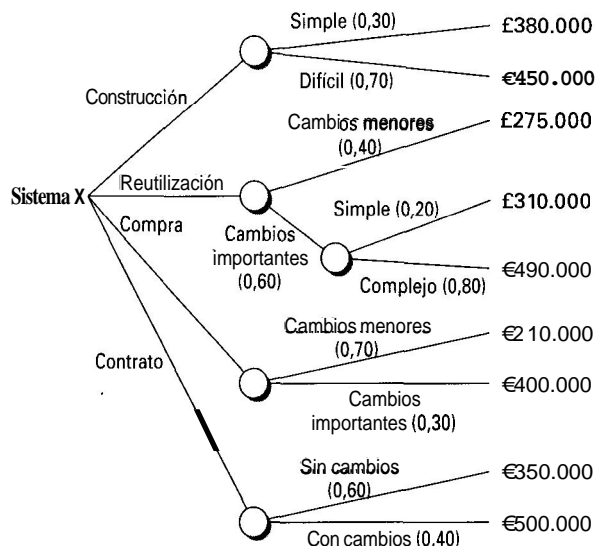 Simple (0,30)
£380.000
Difícil (0,70)
€450.000
Construcción
Cambios menores
(0,40)
£275.000
Sistema X
Reutilización
Simple (0,20)
£310.000
Compra
Cambios
importantes
(0,60)
Complejo (0,80)
€490.000
Cambios menores
(0,70)
€210.000
Contrato
€400.000
Cambios
importantes (0,30)
Sin cambios
(0,60)
€350.000
€500.000
Con cambios (0,40)